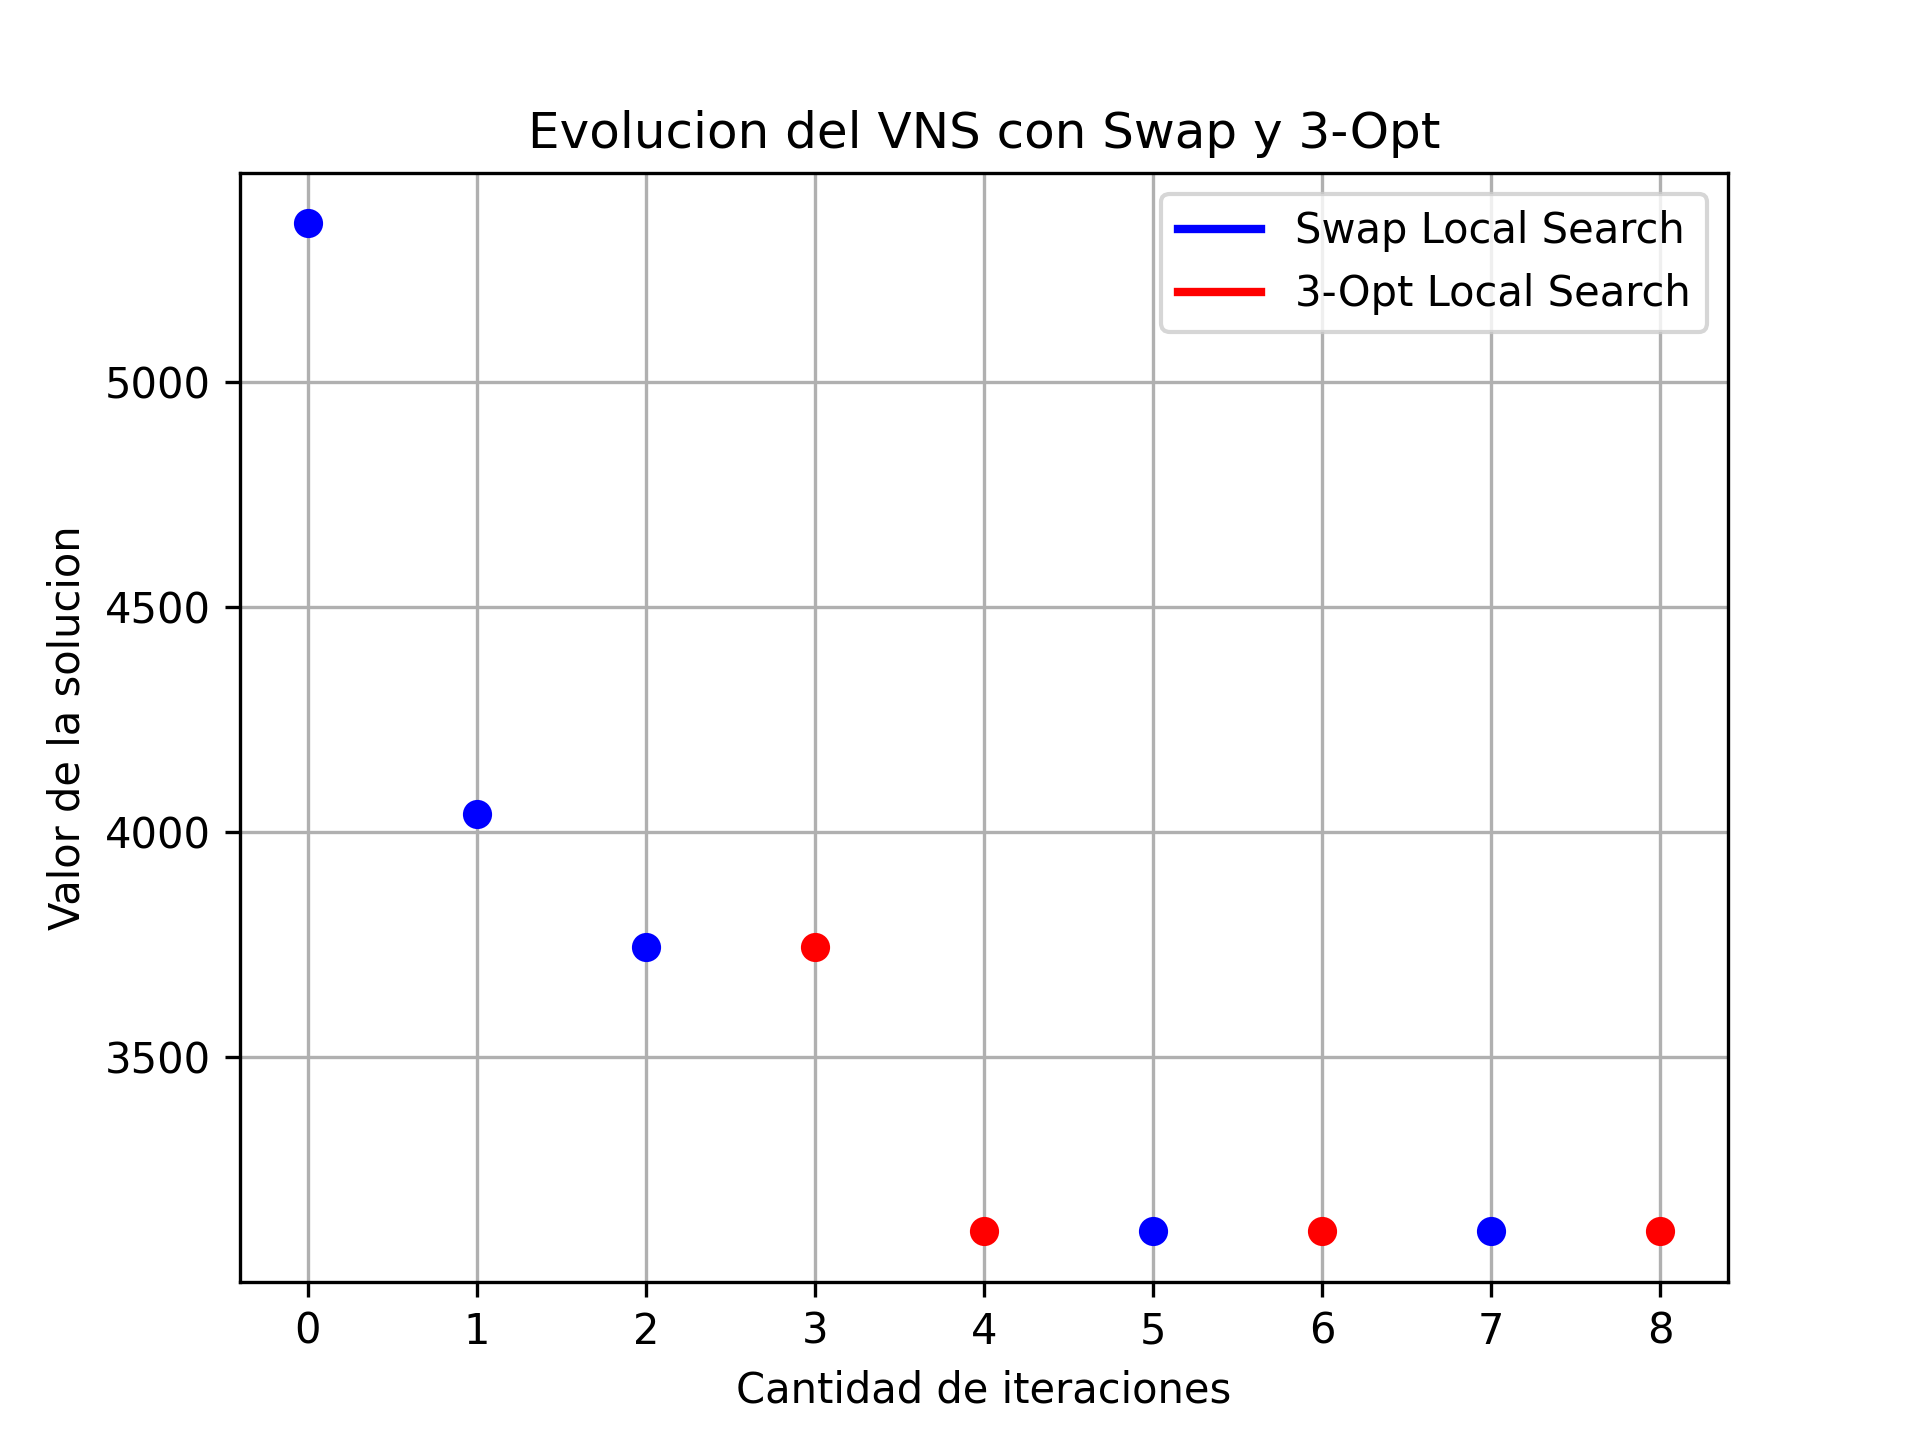 Evolucion del VNS con Swap y 3-Opt
Swap Local Search
3-Opt Local Search
Valor de la solucion
5000
4500
4000
3500
0 1 2 3 4 5 6 7 8
Cantidad de iteraciones